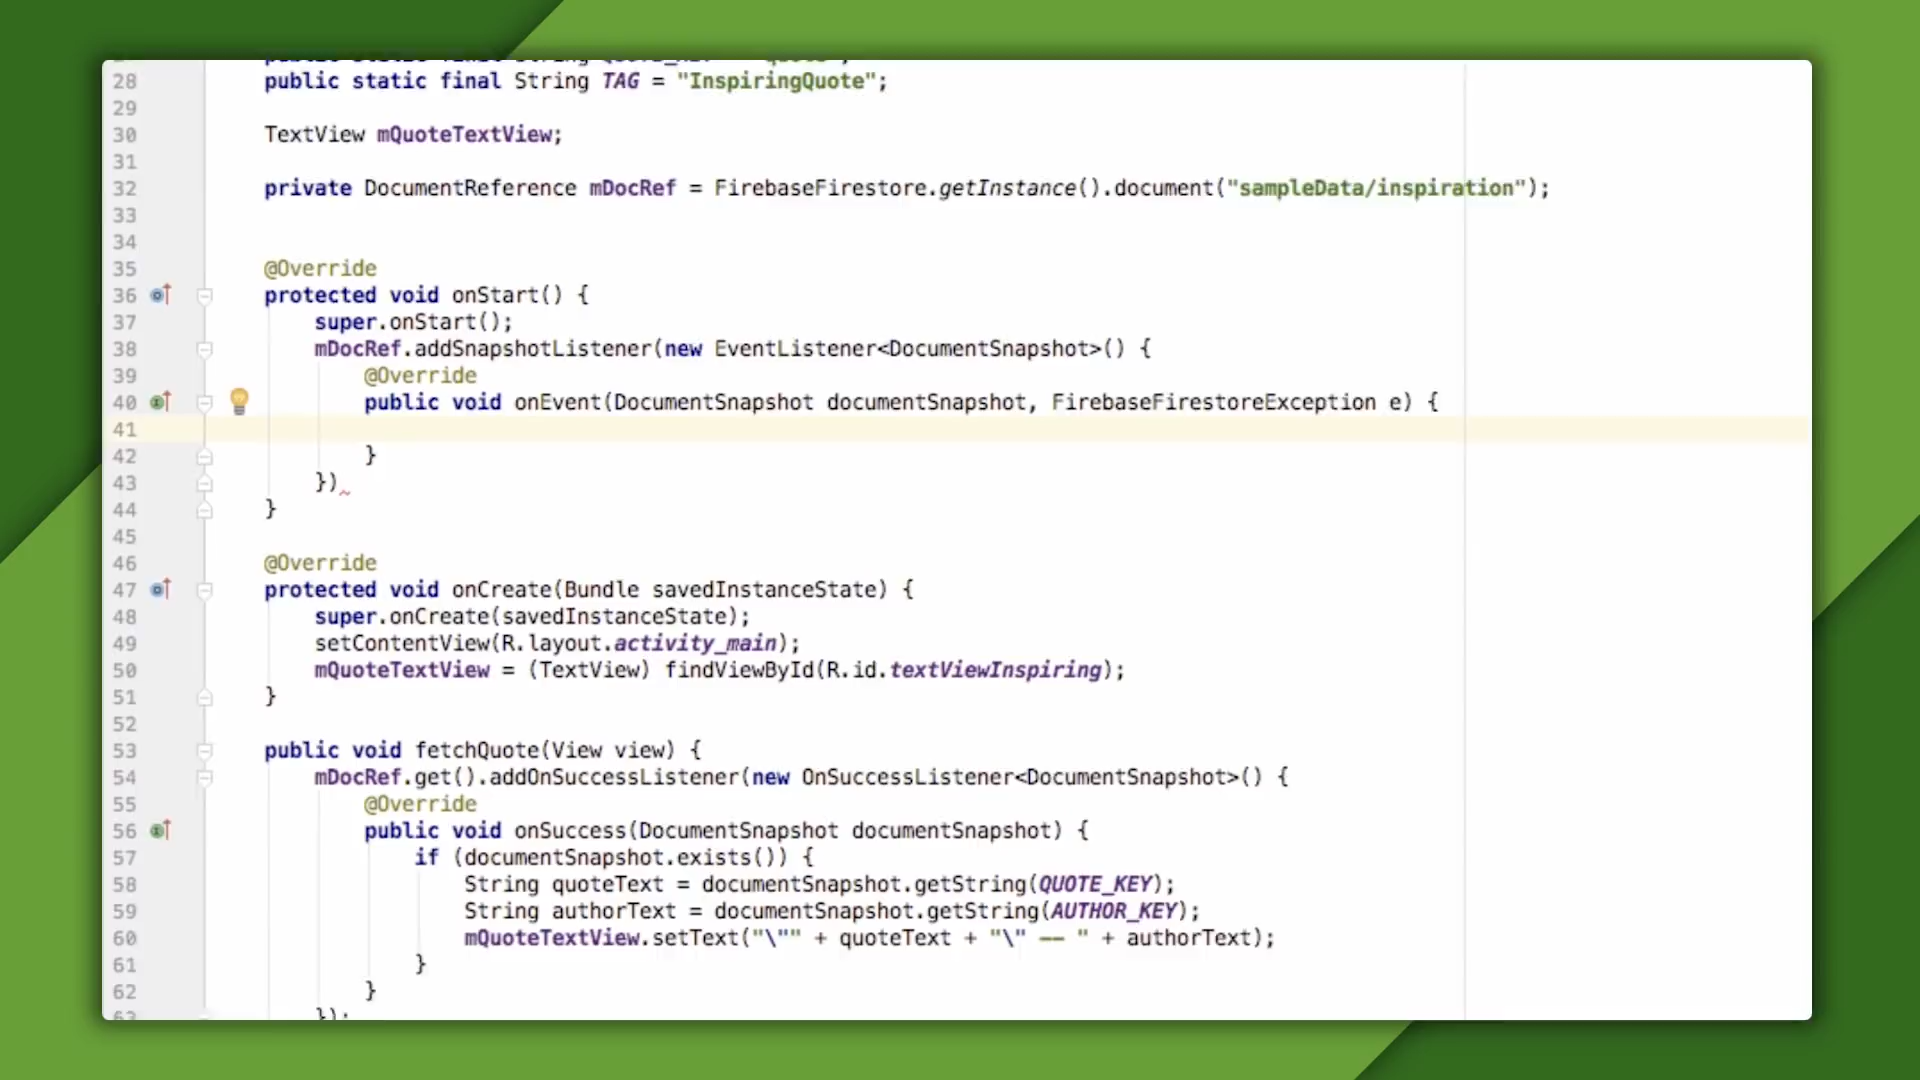 28 public static final String TAG = "InspiringQuote";
29
30 TextView mQuoteTextView;
31
32 private DocumentReference mDocRef = FirebaseFirestore.getInstance().document("sampleData/inspiration");
33
34
35 @Override
36 protected void onStart() {
37 super.onStart();
38 mDocRef.addSnapshotListener(new EventListener<DocumentSnapshot>() {
39 @Override
40 public void onEvent(DocumentSnapshot documentSnapshot, FirebaseFirestoreException e) {
41
42 }
43 })
44 }
45
46 @Override
47 protected void onCreate(Bundle savedInstanceState) {
48 super.onCreate(savedInstanceState);
49 setContentView(R.layout.activity_main);
50 mQuoteTextView = (TextView) findViewById(R.id.textViewInspiring);
51 }
52
53 public void fetchQuote(View view) {
54 mDocRef.get().addOnSuccessListener(new OnSuccessListener<DocumentSnapshot>() {
55 @Override
56 public void onSuccess(DocumentSnapshot documentSnapshot) {
57 if (documentSnapshot.exists()) {
58 String quoteText = documentSnapshot.getString(QUOTE_KEY);
59 String authorText = documentSnapshot.getString(AUTHOR_KEY);
60 mQuoteTextView.setText("\"" + quoteText + "\" -- " + authorText);
61 }
62 }
63 });